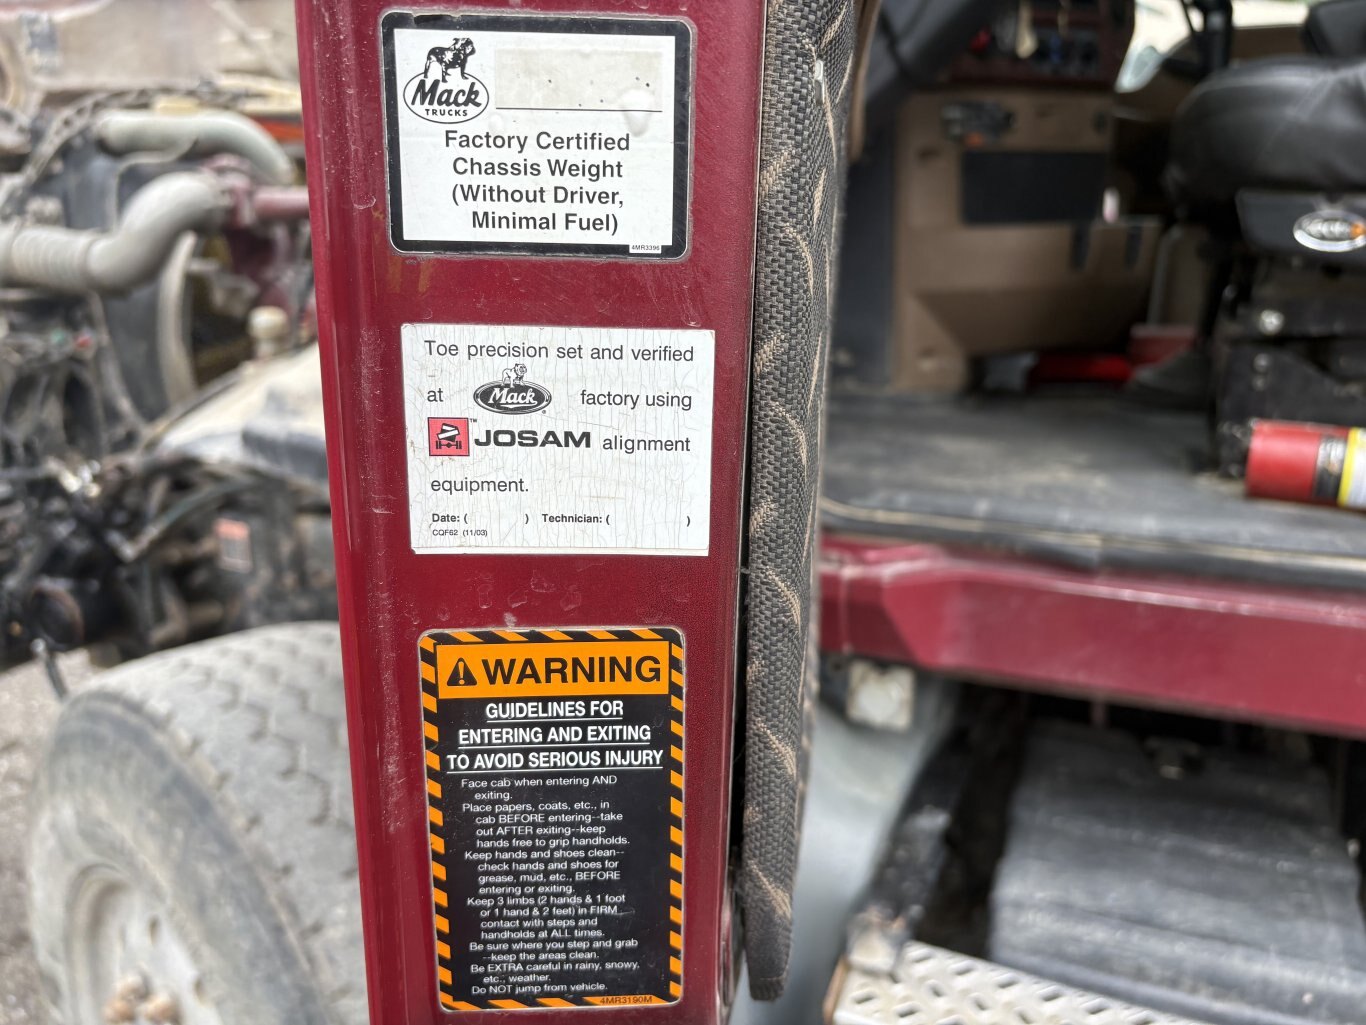 Mack
TRUCKS
Factory Certified
Chassis Weight
(Without Driver,
Minimal Fuel)
4MR3396
Toe precision set and verified
at Mack factory using
JOSAM™ alignment
equipment.
Date: ( ) Technician: ( )
CQF62 (11/03)
WARNING
GUIDELINES FOR
ENTERING AND EXITING
TO AVOID SERIOUS INJURY
Face cab when entering AND
exiting.
Place papers, coats, etc., in
cab BEFORE entering--take
out AFTER exiting--keep
hands free to grip handholds.
Keep hands and shoes clean--
check hands and shoes for
grease, mud, etc., BEFORE
entering or exiting.
Keep 3 limbs (2 hands & 1 foot
or 1 hand & 2 feet) in FIRM
contact with steps and
handholds at ALL times.
Be sure where you step and grab
--keep the areas clean.
Be EXTRA careful in rainy, snowy,
etc., weather.
Do NOT jump from vehicle.
4MR3190M